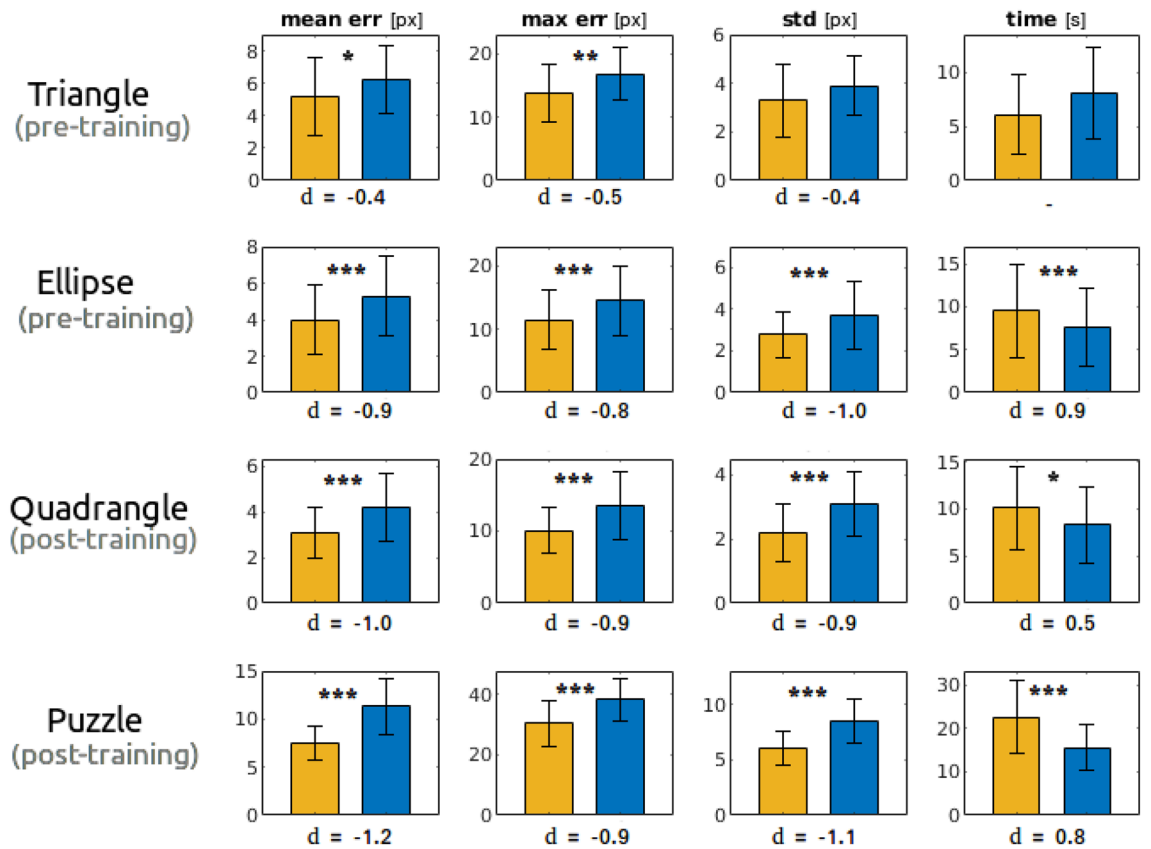 mean err [px] max err [px] std [px] time [s]
Triangle
(pre-training)
8 6 4 2 0 *
20 10 0 **
6 4 2 0
10 5 0
d = -0.4 d = -0.5 d = -0.4 -
Ellipse
(pre-training)
8 6 4 2 0 ***
20 10 0 ***
6 4 2 0 ***
15 10 5 0 ***
d = -0.9 d = -0.8 d = -1.0 d = 0.9
Quadrangle
(post-training)
6 4 2 0 ***
20 10 0 ***
4 2 0 ***
15 10 5 0 *
d = -1.0 d = -0.9 d = -0.9 d = 0.5
Puzzle
(post-training)
15 10 5 0 ***
40 20 0 ***
10 5 0 ***
30 20 10 0 ***
d = -1.2 d = -0.9 d = -1.1 d = 0.8